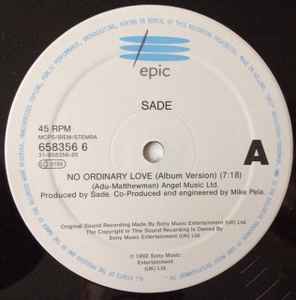 epic
SADE
45 RPM
MCPS/BIEM/STEMRA
658356 6
31-658356-20
A
NO ORDINARY LOVE (Album Version) (7:18)
(Adu-Matthewman) Angel Music Ltd.
Produced by Sade. Co-Produced and engineered by Mike Pela.
Original Sound Recording Made By Sony Music Entertainment (UK) Ltd.
The Copyright in This Sound Recording is Owned By
Sony Music Entertainment (UK) Ltd.
℗ 1992 Sony Music
Entertainment
(UK) Ltd.